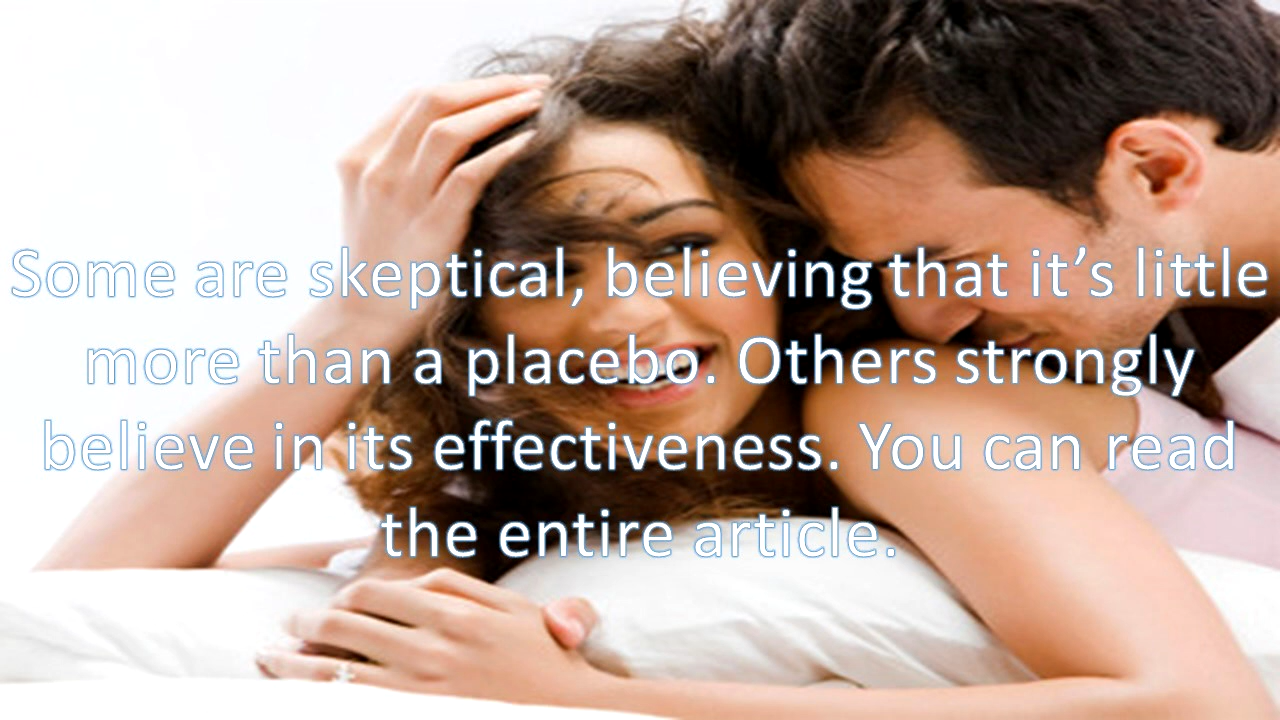 Some are skeptical, believing that it’s little
more than a placebo. Others strongly
believe in its effectiveness. You can read
the entire article.